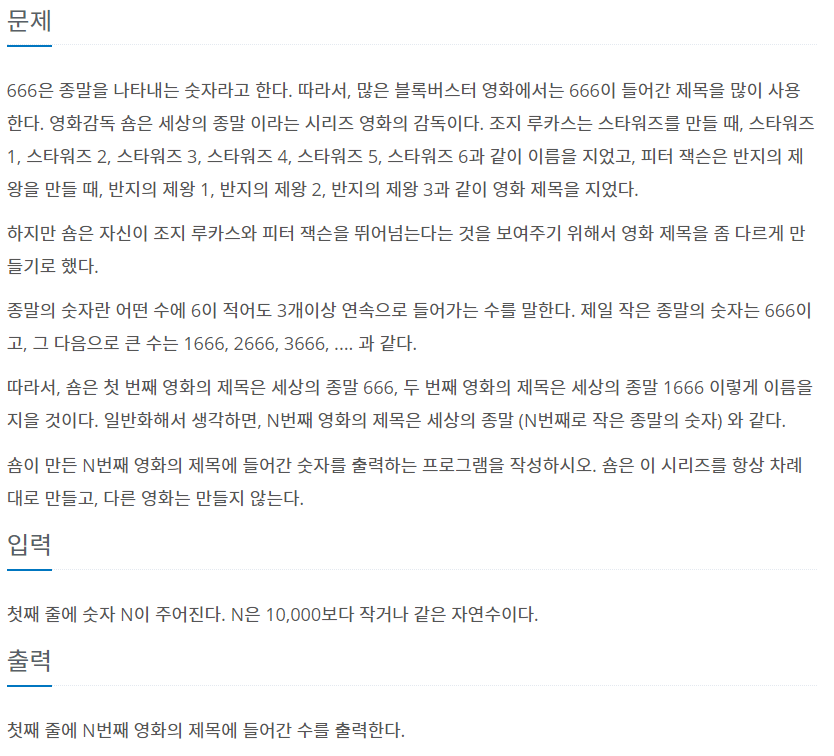 문제
666은 종말을 나타내는 숫자라고 한다. 따라서, 많은 블록버스터 영화에서는 666이 들어간 제목을 많이 사용
한다. 영화감독 숌은 세상의 종말 이라는 시리즈 영화의 감독이다. 조지 루카스는 스타워즈를 만들 때, 스타워즈
1, 스타워즈 2, 스타워즈 3, 스타워즈 4, 스타워즈 5, 스타워즈 6과 같이 이름을 지었고, 피터 잭슨은 반지의 제
왕을 만들 때, 반지의 제왕 1, 반지의 제왕 2, 반지의 제왕 3과 같이 영화 제목을 지었다.
하지만 숌은 자신이 조지 루카스와 피터 잭슨을 뛰어넘는다는 것을 보여주기 위해서 영화 제목을 좀 다르게 만
들기로 했다.
종말의 숫자란 어떤 수에 6이 적어도 3개이상 연속으로 들어가는 수를 말한다. 제일 작은 종말의 숫자는 666이
고, 그 다음으로 큰 수는 1666, 2666, 3666, .... 과 같다.
따라서, 숌은 첫 번째 영화의 제목은 세상의 종말 666, 두 번째 영화의 제목은 세상의 종말 1666 이렇게 이름을
지을 것이다. 일반화해서 생각하면, N번째 영화의 제목은 세상의 종말 (N번째로 작은 종말의 숫자) 와 같다.
숌이 만든 N번째 영화의 제목에 들어간 숫자를 출력하는 프로그램을 작성하시오. 숌은 이 시리즈를 항상 차례
대로 만들고, 다른 영화는 만들지 않는다.
입력
첫째 줄에 숫자 N이 주어진다. N은 10,000보다 작거나 같은 자연수이다.
출력
첫째 줄에 N번째 영화의 제목에 들어간 수를 출력한다.